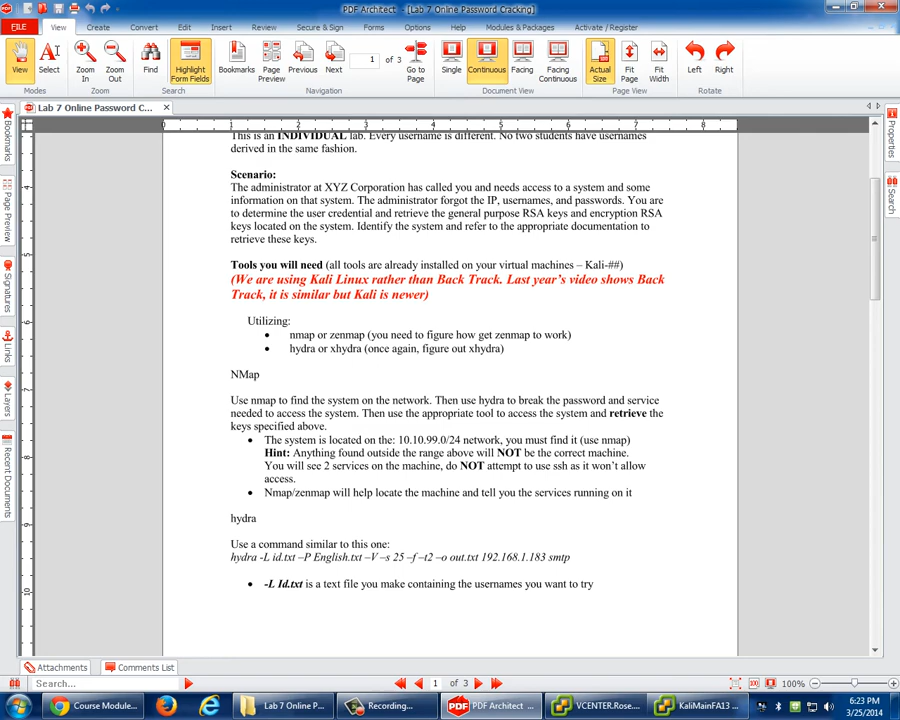 PDF Architect - [Lab 7 Online Password Cracking]
FILE View Create Convert Edit Insert Review Secure & Sign Forms Options Modules & Packages Activate / Register
View Select Zoom In Zoom Out Find Highlight Form Fields Bookmarks Page Preview Previous Next 1 of 3 Go to Page Single Continuous Facing Facing Continuous Actual Size Fit Page Fit Width Left Right
Modes Zoom Search Navigation Document View Page View Rotate
Lab 7 Online Password C...
Bookmarks
Page Preview
Signatures
Links
Layers
Recent Documents
Properties
Search
0 1 2 3 4 5 6 7 8
4
5
6
7
8
9
10
This is an INDIVIDUAL lab. Every username is different. No two students have usernames
derived in the same fashion.
Scenario:
The administrator at XYZ Corporation has called you and needs access to a system and some
information on that system. The administrator forgot the IP, usernames, and passwords. You are
to determine the user credential and retrieve the general purpose RSA keys and encryption RSA
keys located on the system. Identify the system and refer to the appropriate documentation to
retrieve these keys.
Tools you will need (all tools are already installed on your virtual machines – Kali-##)
(We are using Kali Linux rather than Back Track. Last year's video shows Back
Track, it is similar but Kali is newer)
Utilizing:
• nmap or zenmap (you need to figure how get zenmap to work)
• hydra or xhydra (once again, figure out xhydra)
NMap
Use nmap to find the system on the network. Then use hydra to break the password and service
needed to access the system. Then use the appropriate tool to access the system and retrieve the
keys specified above.
• The system is located on the: 10.10.99.0/24 network, you must find it (use nmap)
Hint: Anything found outside the range above will NOT be the correct machine.
You will see 2 services on the machine, do NOT attempt to use ssh as it won't allow
access.
• Nmap/zenmap will help locate the machine and tell you the services running on it
hydra
Use a command similar to this one:
hydra -L id.txt –P English.txt –V –s 25 –f –t2 –o out.txt 192.168.1.183 smtp
• -L Id.txt is a text file you make containing the usernames you want to try
Attachments Comments List
Search... 1 of 3 100%
Course Module... Lab 7 Online P... Recording... PDF Architect ... VCENTER.Rose... KaliMainFA13 ... 6:23 PM
3/25/2014